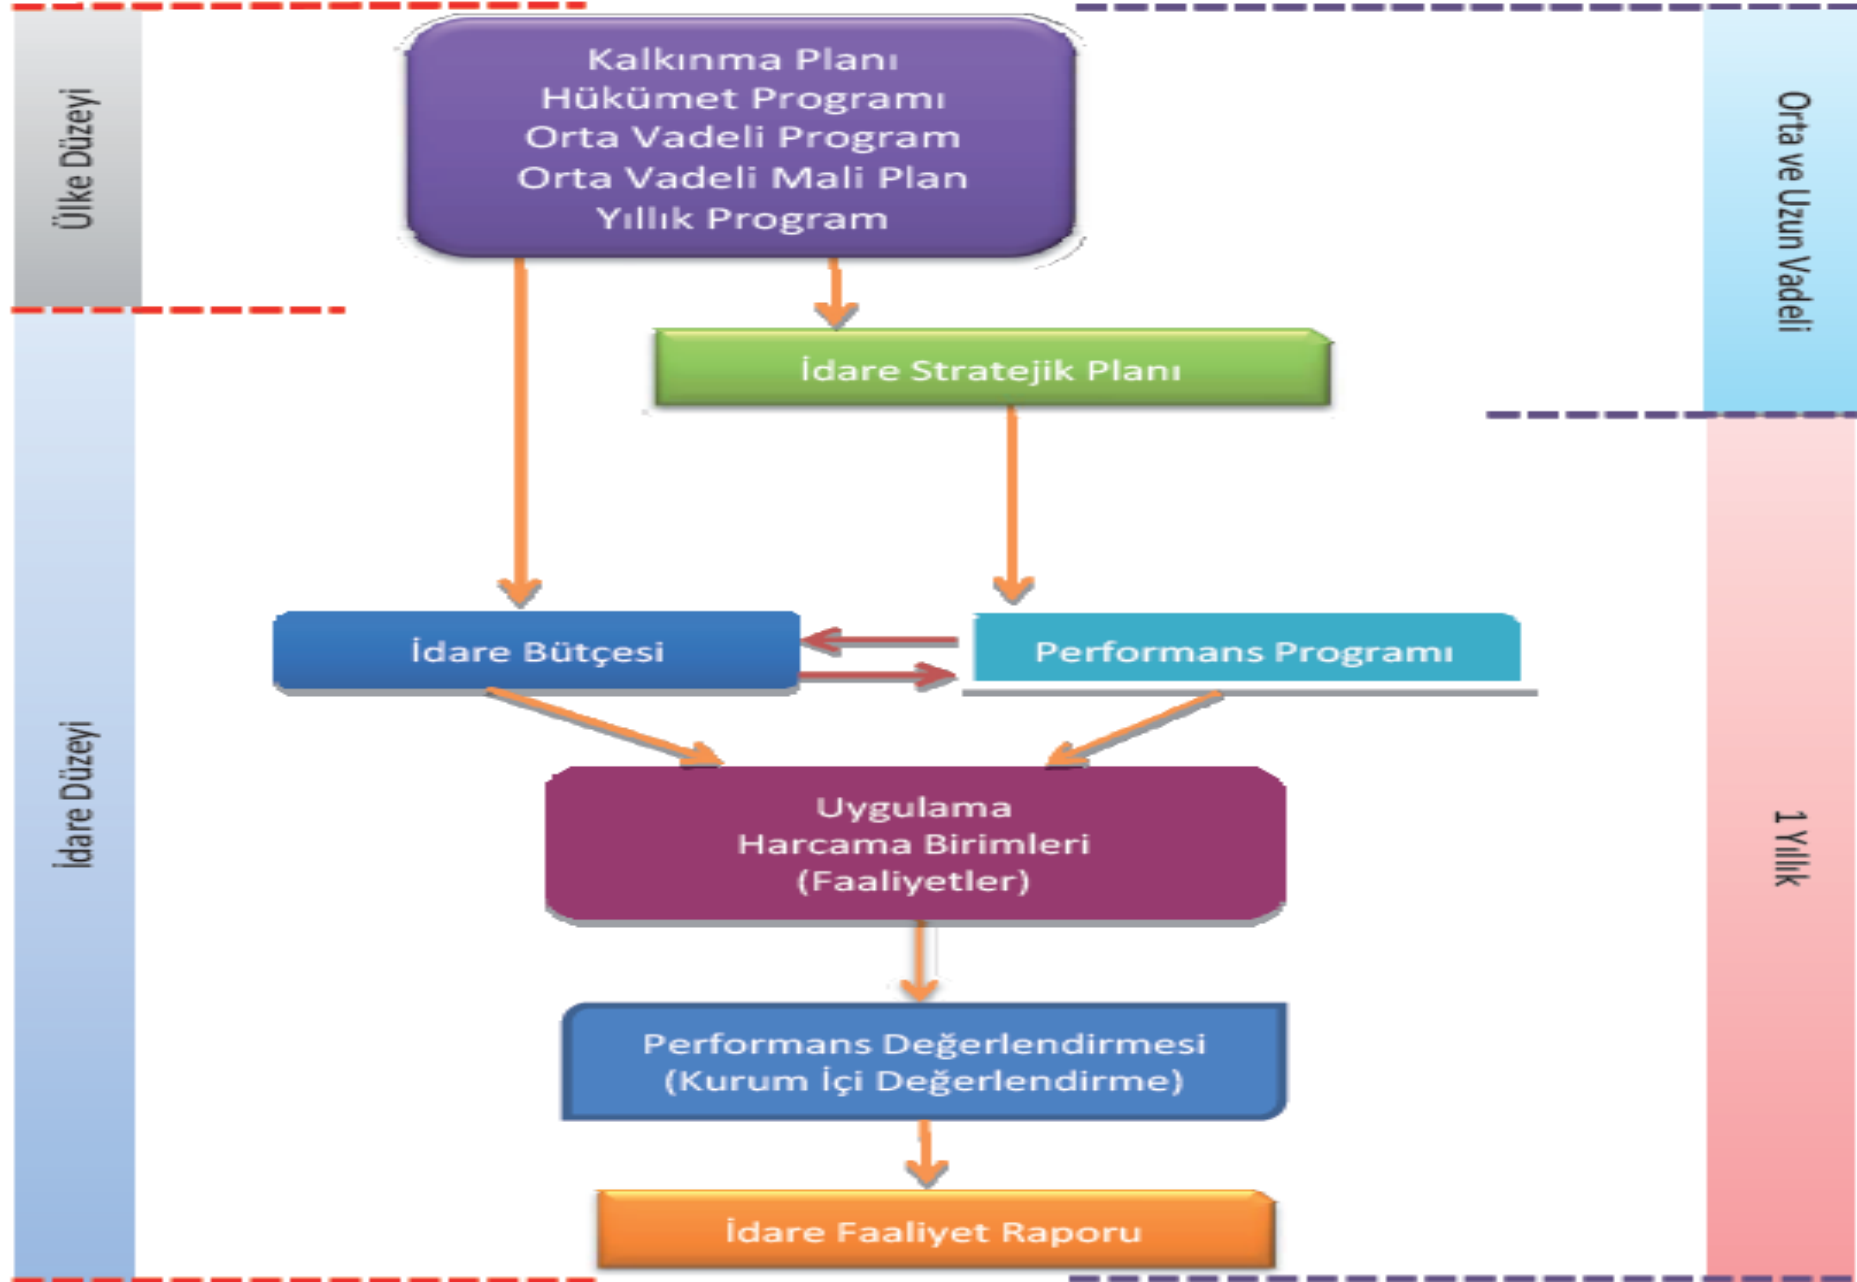 Ülke Düzeyi
Kalkınma Planı
Hükümet Programı
Orta Vadeli Program
Orta Vadeli Mali Plan
Yıllık Program
Orta ve Uzun Vadeli
İdare Stratejik Planı
İdare Düzeyi
İdare Bütçesi
Performans Programı
1 Yıllık
Uygulama
Harcama Birimleri
(Faaliyetler)
Performans Değerlendirmesi
(Kurum İçi Değerlendirme)
İdare Faaliyet Raporu